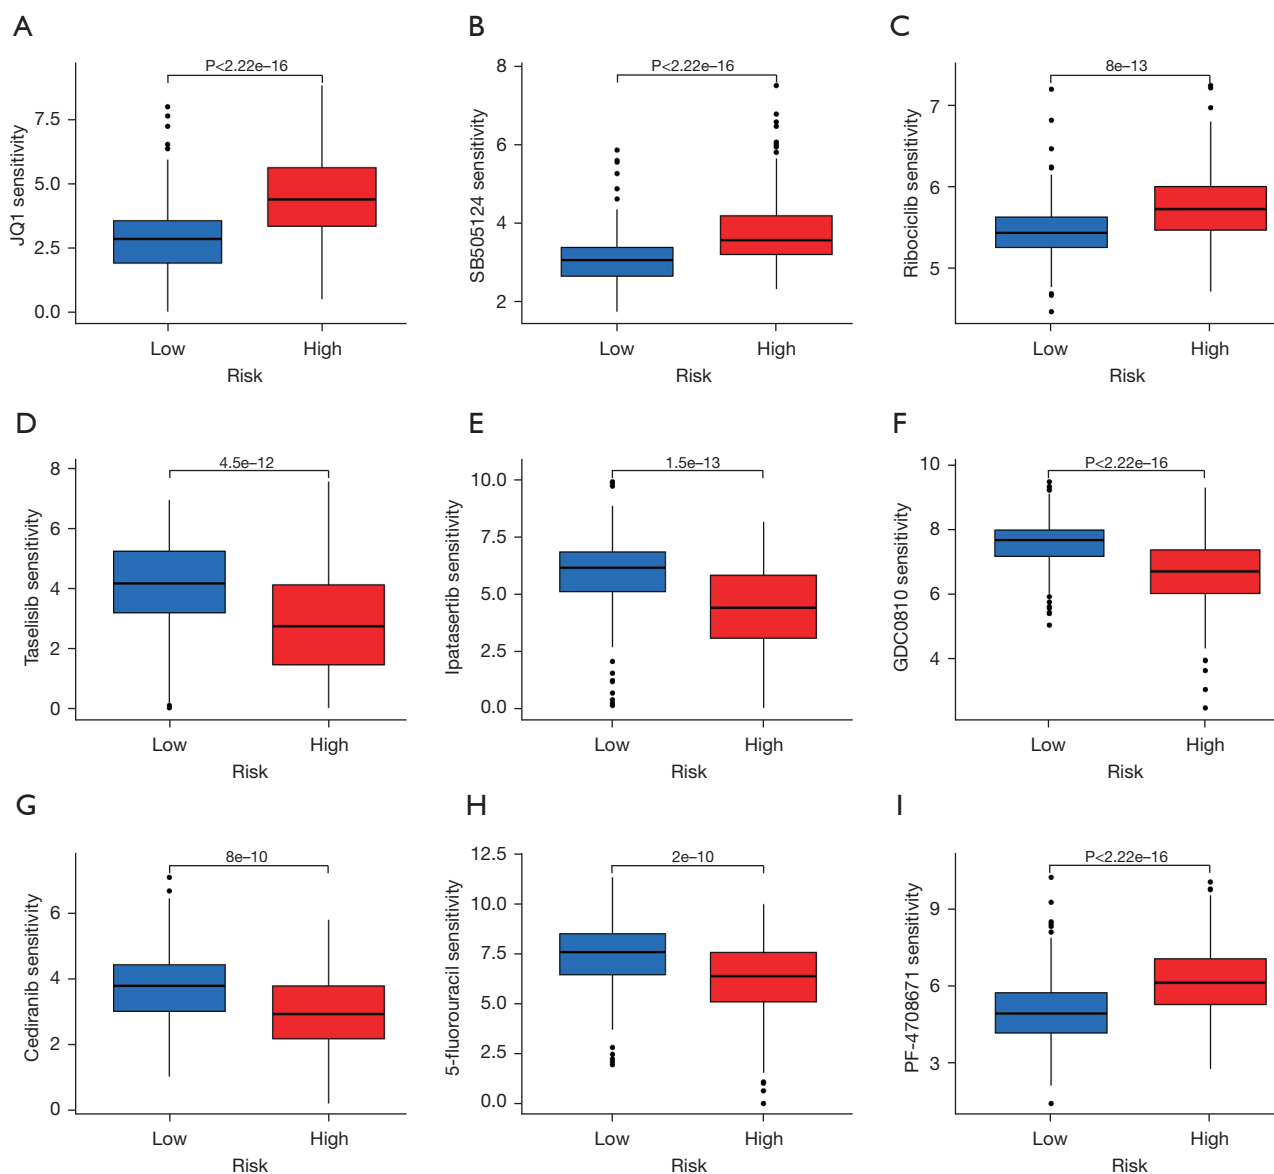 A
P<2.22e–16
JQ1 sensitivity
7.5
5.0
2.5
0.0
Low
High
Risk
B
P<2.22e–16
SB505124 sensitivity
8
6
4
2
Low
High
Risk
C
8e–13
Ribociclib sensitivity
7
6
5
Low
High
Risk
D
4.5e–12
Taselisib sensitivity
8
6
4
2
0
Low
High
Risk
E
1.5e–13
Ipatasertib sensitivity
10.0
7.5
5.0
2.5
0.0
Low
High
Risk
F
P<2.22e–16
GDC0810 sensitivity
10
8
6
4
Low
High
Risk
G
8e–10
Cediranib sensitivity
6
4
2
0
Low
High
Risk
H
2e–10
5-fluorouracil sensitivity
12.5
10.0
7.5
5.0
2.5
0.0
Low
High
Risk
I
P<2.22e–16
PF-4708671 sensitivity
9
6
3
Low
High
Risk